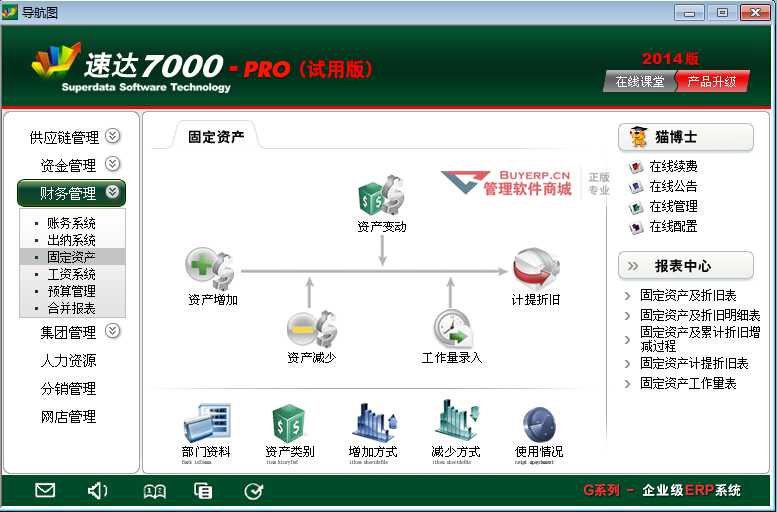 导航图
速达7000-PRO（试用版）
Superdata Software Technology
2014版
在线课堂
产品升级
供应链管理
资金管理
财务管理
账务系统
出纳系统
固定资产
工资系统
预算管理
合并报表
集团管理
人力资源
分销管理
网店管理
固定资产
BUYERP.CN
管理软件商城
正版
专业
资产变动
资产增加
计提折旧
资产减少
工作量录入
部门资料
资产类别
增加方式
减少方式
使用情况
猫博士
在线续费
在线公告
在线管理
在线配置
报表中心
固定资产及折旧表
固定资产及折旧明细表
固定资产及累计折旧增
减过程
固定资产计提折旧表
固定资产工作量表
G系列 - 企业级ERP系统